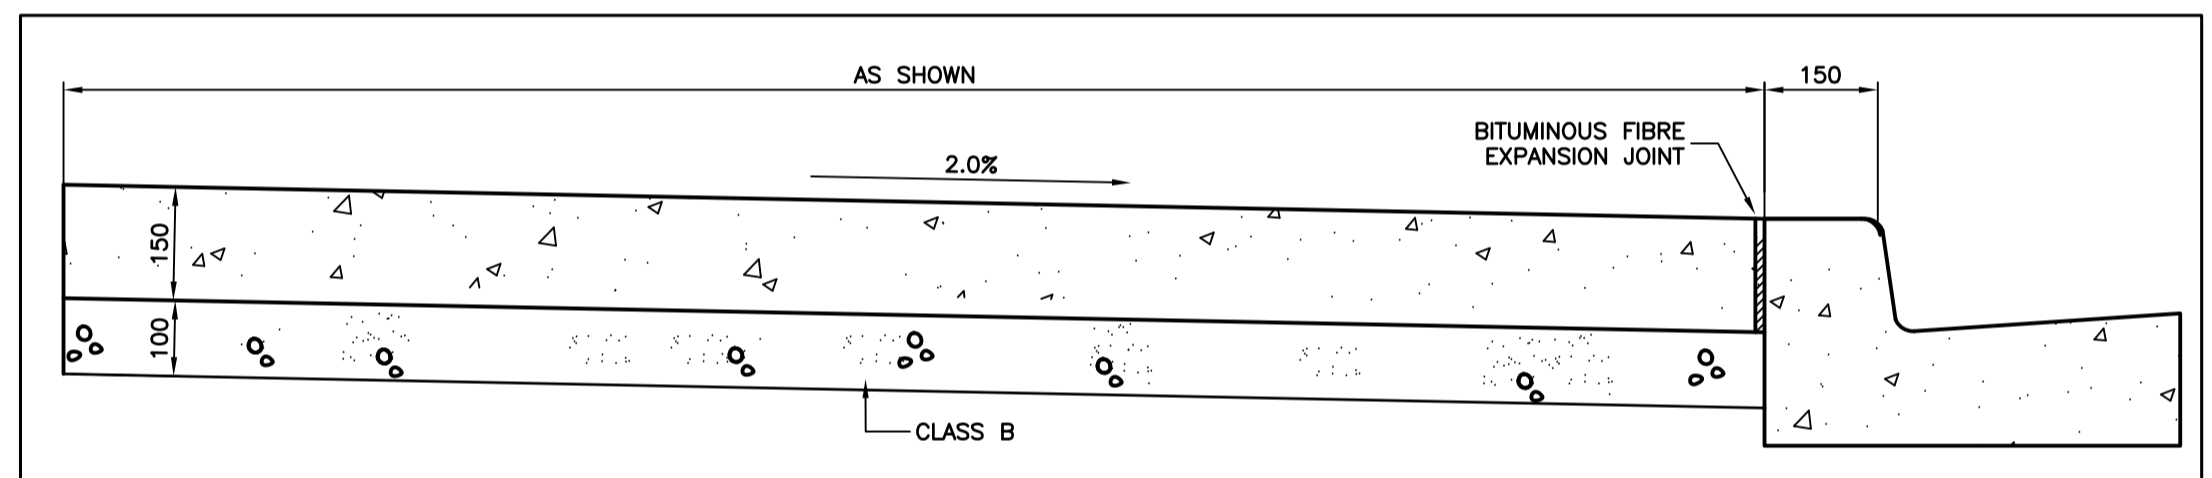 AS SHOWN
150
BITUMINOUS FIBRE
EXPANSION JOINT
2.0%
150
100
CLASS B